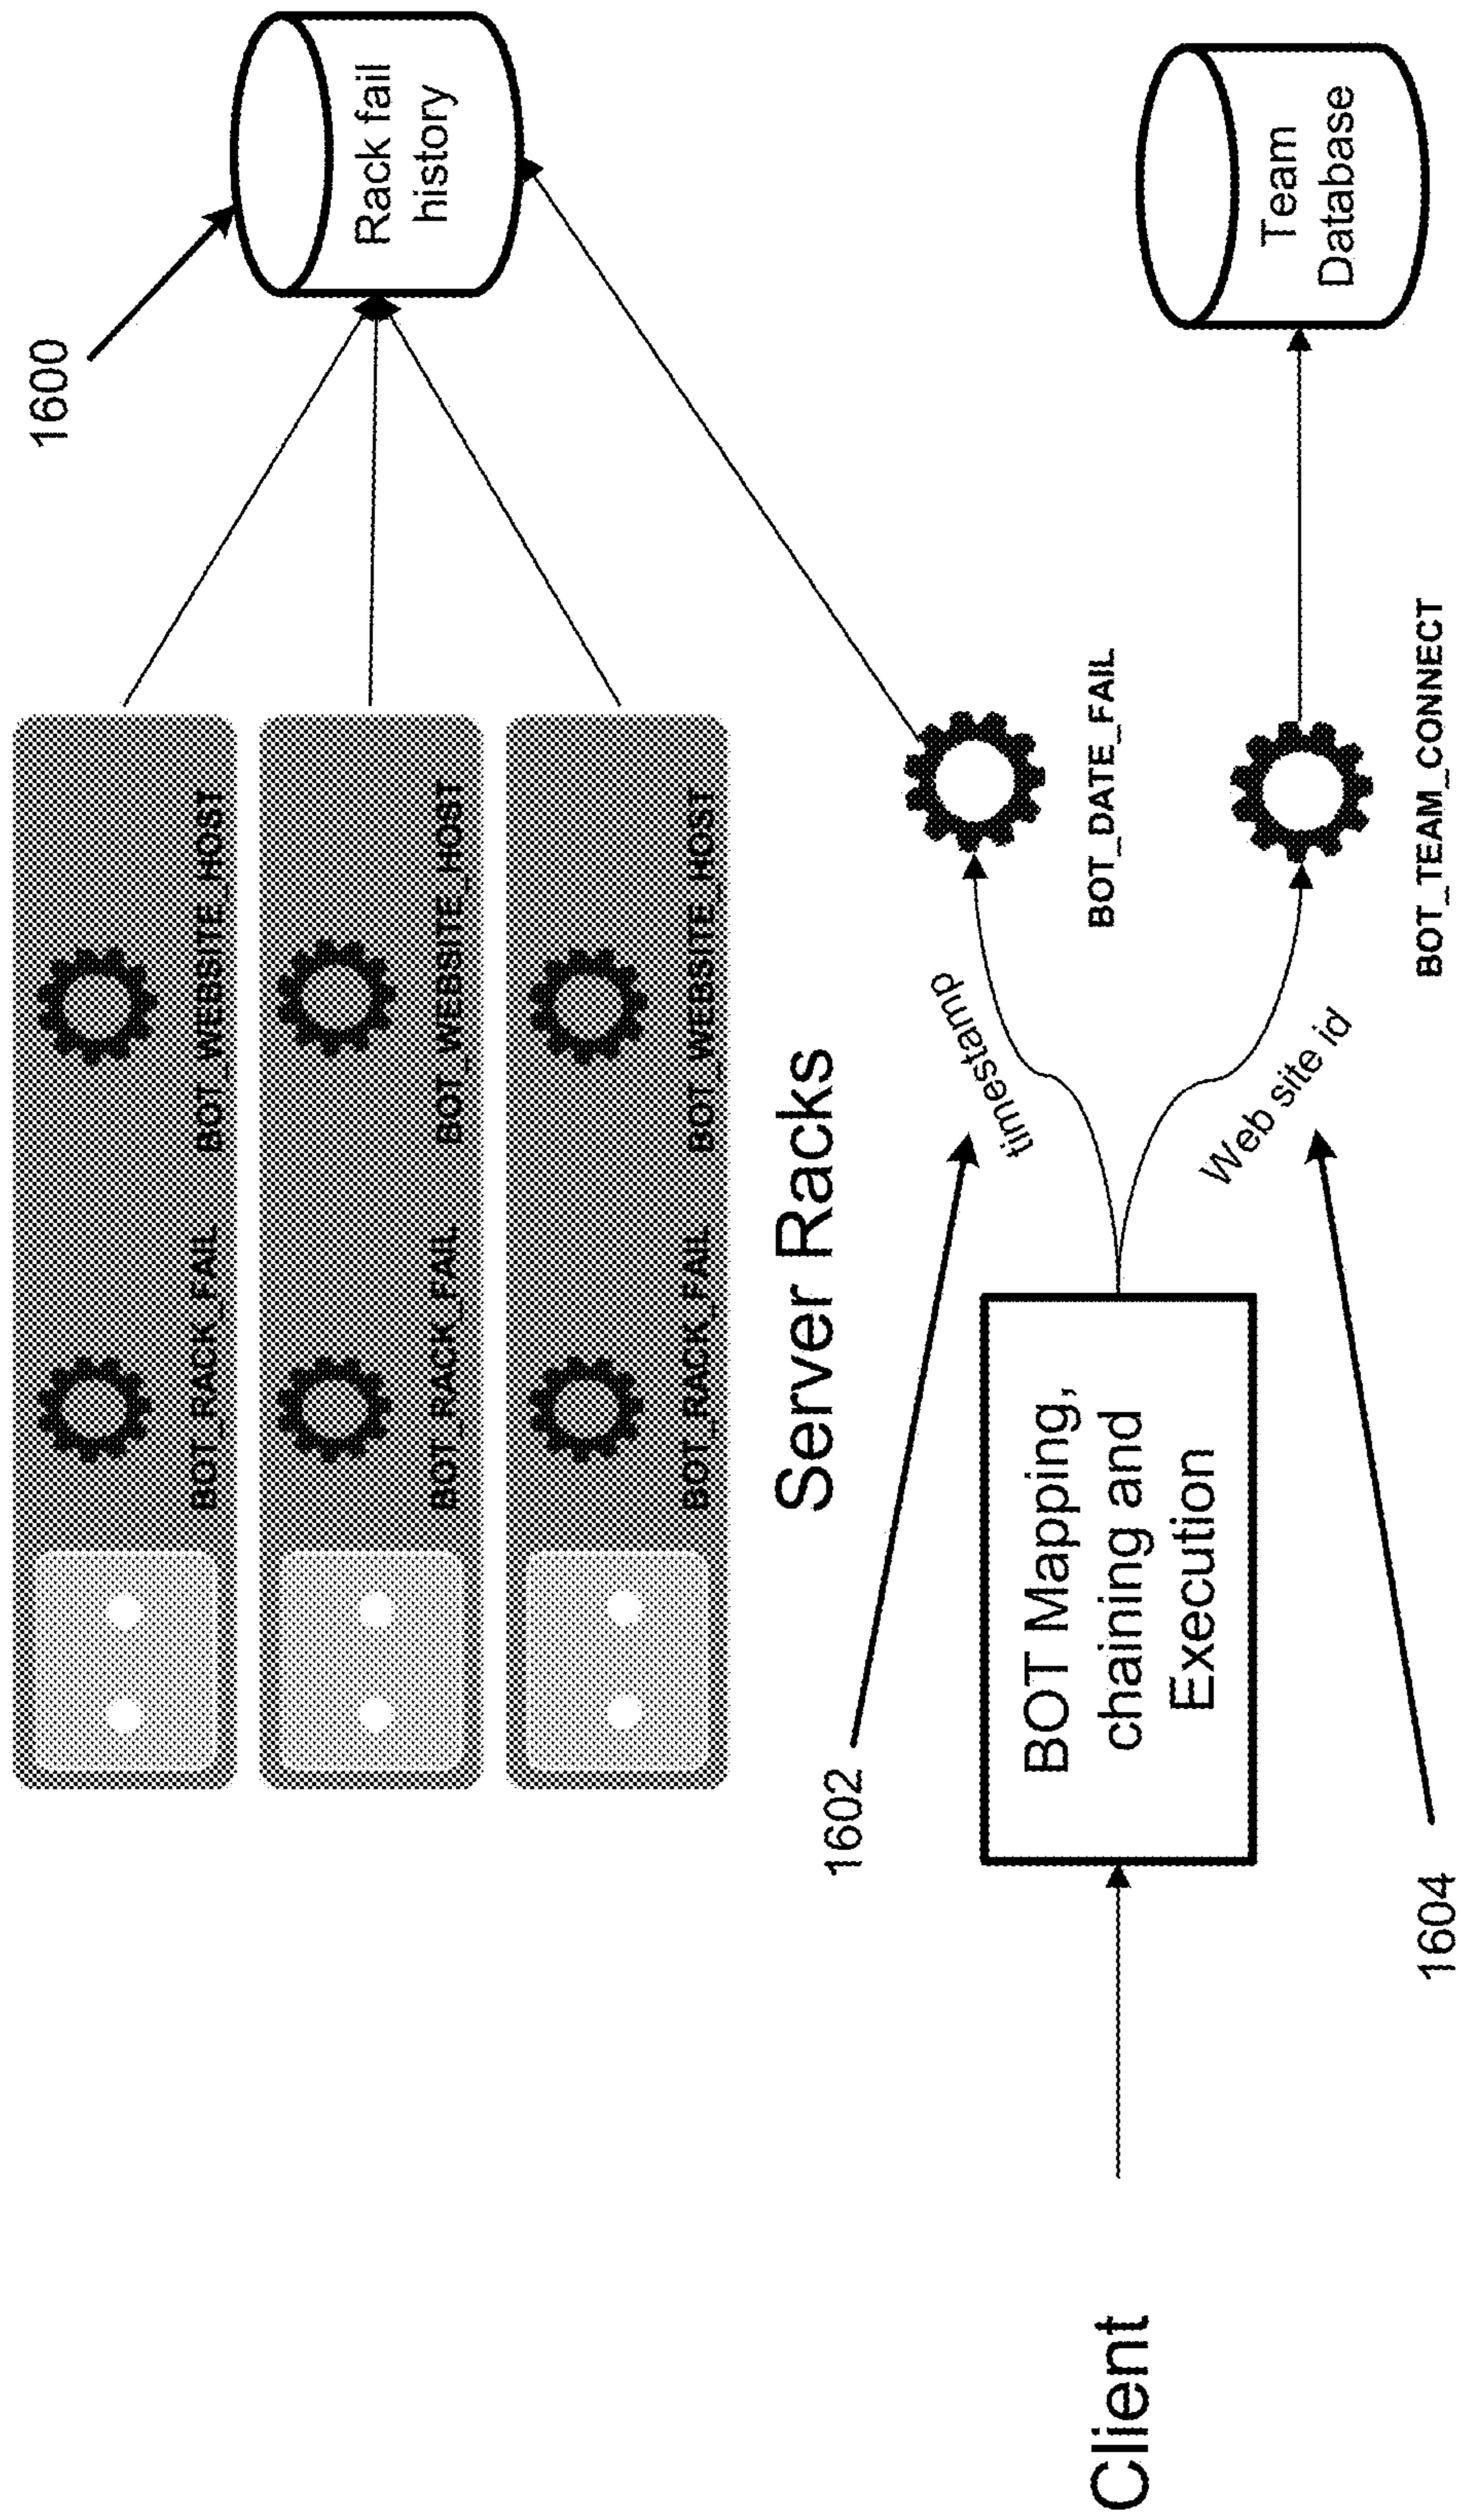 1600
BOT_RACK_FAIL
BOT_WEBSITE_HOST
BOT_RACK_FAIL
BOT_WEBSITE_HOST
BOT_RACK_FAIL
BOT_WEBSITE_HOST
Rack fail
history
Server Racks
1602
Client
BOT Mapping,
chaining and
Execution
timestamp
BOT_DATE_FAIL
Web site id
BOT_TEAM_CONNECT
Team
Database
1604